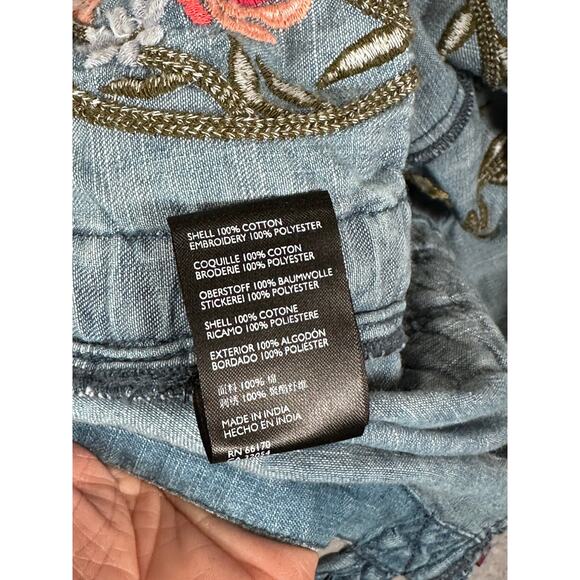 SHELL 100% COTTON
EMBROIDERY 100% POLYESTER
COQUILLE 100% COTON
BRODERIE 100% POLYESTER
OBERSTOFF 100% BAUMWOLLE
STICKEREI 100% POLYESTER
SHELL 100% COTONE
RICAMO 100% POLIESTERE
EXTERIOR 100% ALGODÓN
BORDADO 100% POLIÉSTER
面料 100% 棉
刺绣 100% 聚酯纤维
MADE IN INDIA
HECHO EN INDIA
RN 66170